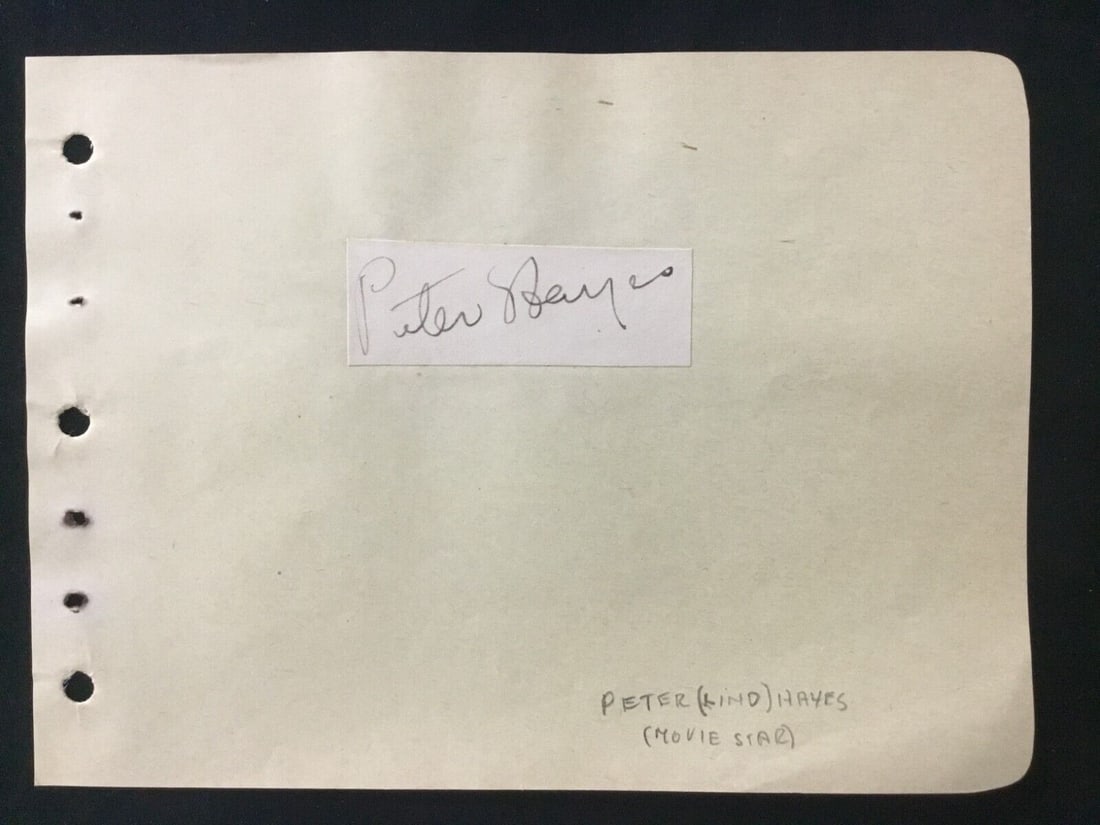 Peter Hayes
PETER (LIND) HAYES
(MOVIE STAR)